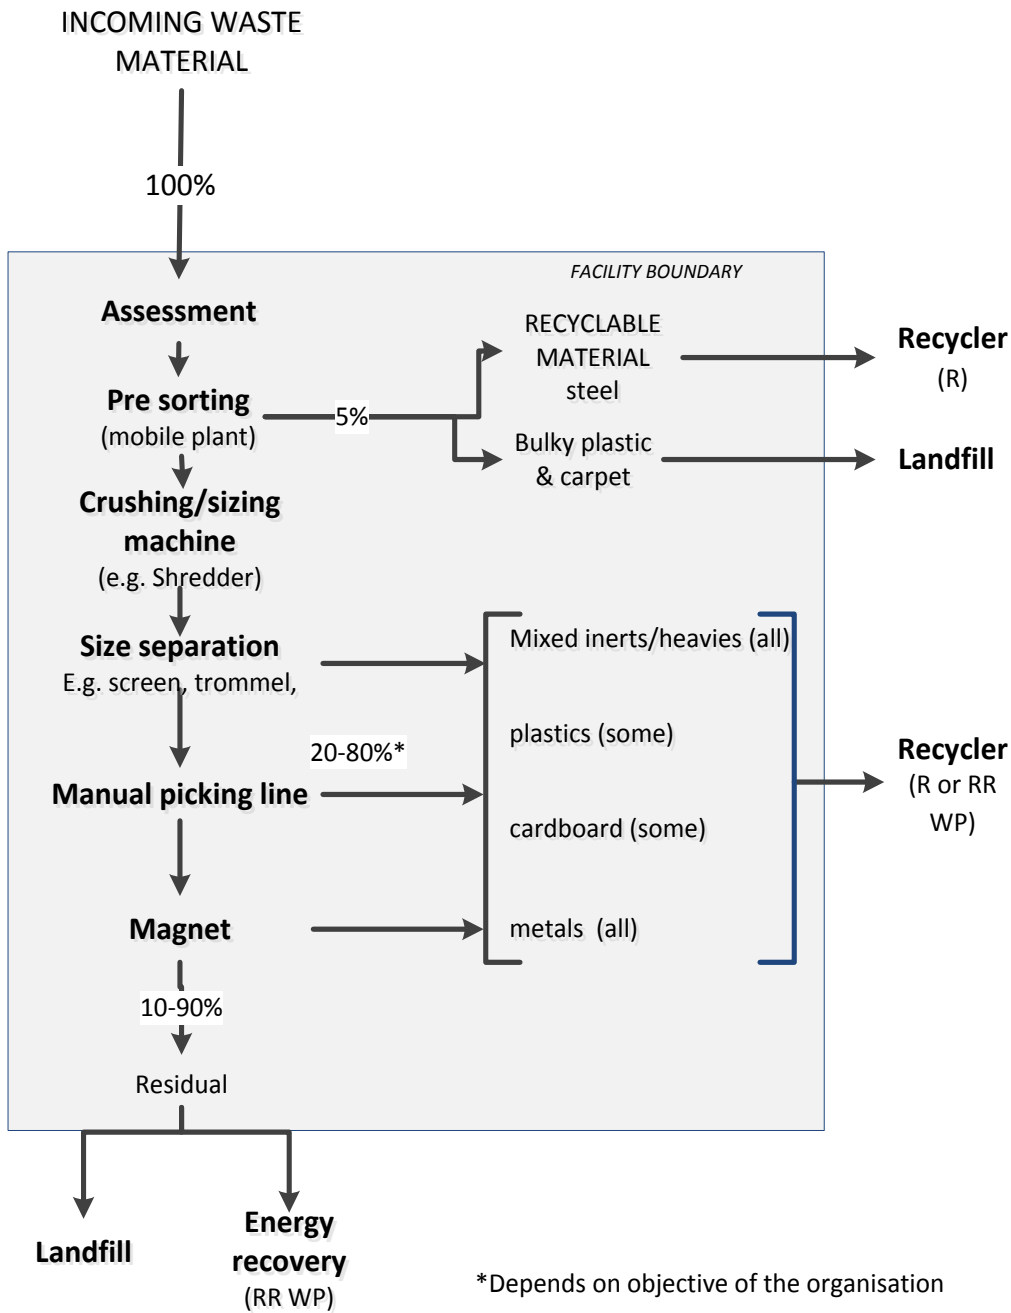 INCOMING WASTE
MATERIAL
100%
FACILITY BOUNDARY
Assessment
RECYCLABLE
MATERIAL
steel
Recycler
(R)
Pre sorting
(mobile plant)
5%
Bulky plastic
& carpet
Landfill
Crushing/sizing
machine
(e.g. Shredder)
Size separation
E.g. screen, trommel,
Mixed inerts/heavies (all)
plastics (some)
20-80%*
Manual picking line
cardboard (some)
Recycler
(R or RR
WP)
Magnet
metals (all)
10-90%
Residual
Landfill
Energy
recovery
(RR WP)
*Depends on objective of the organisation